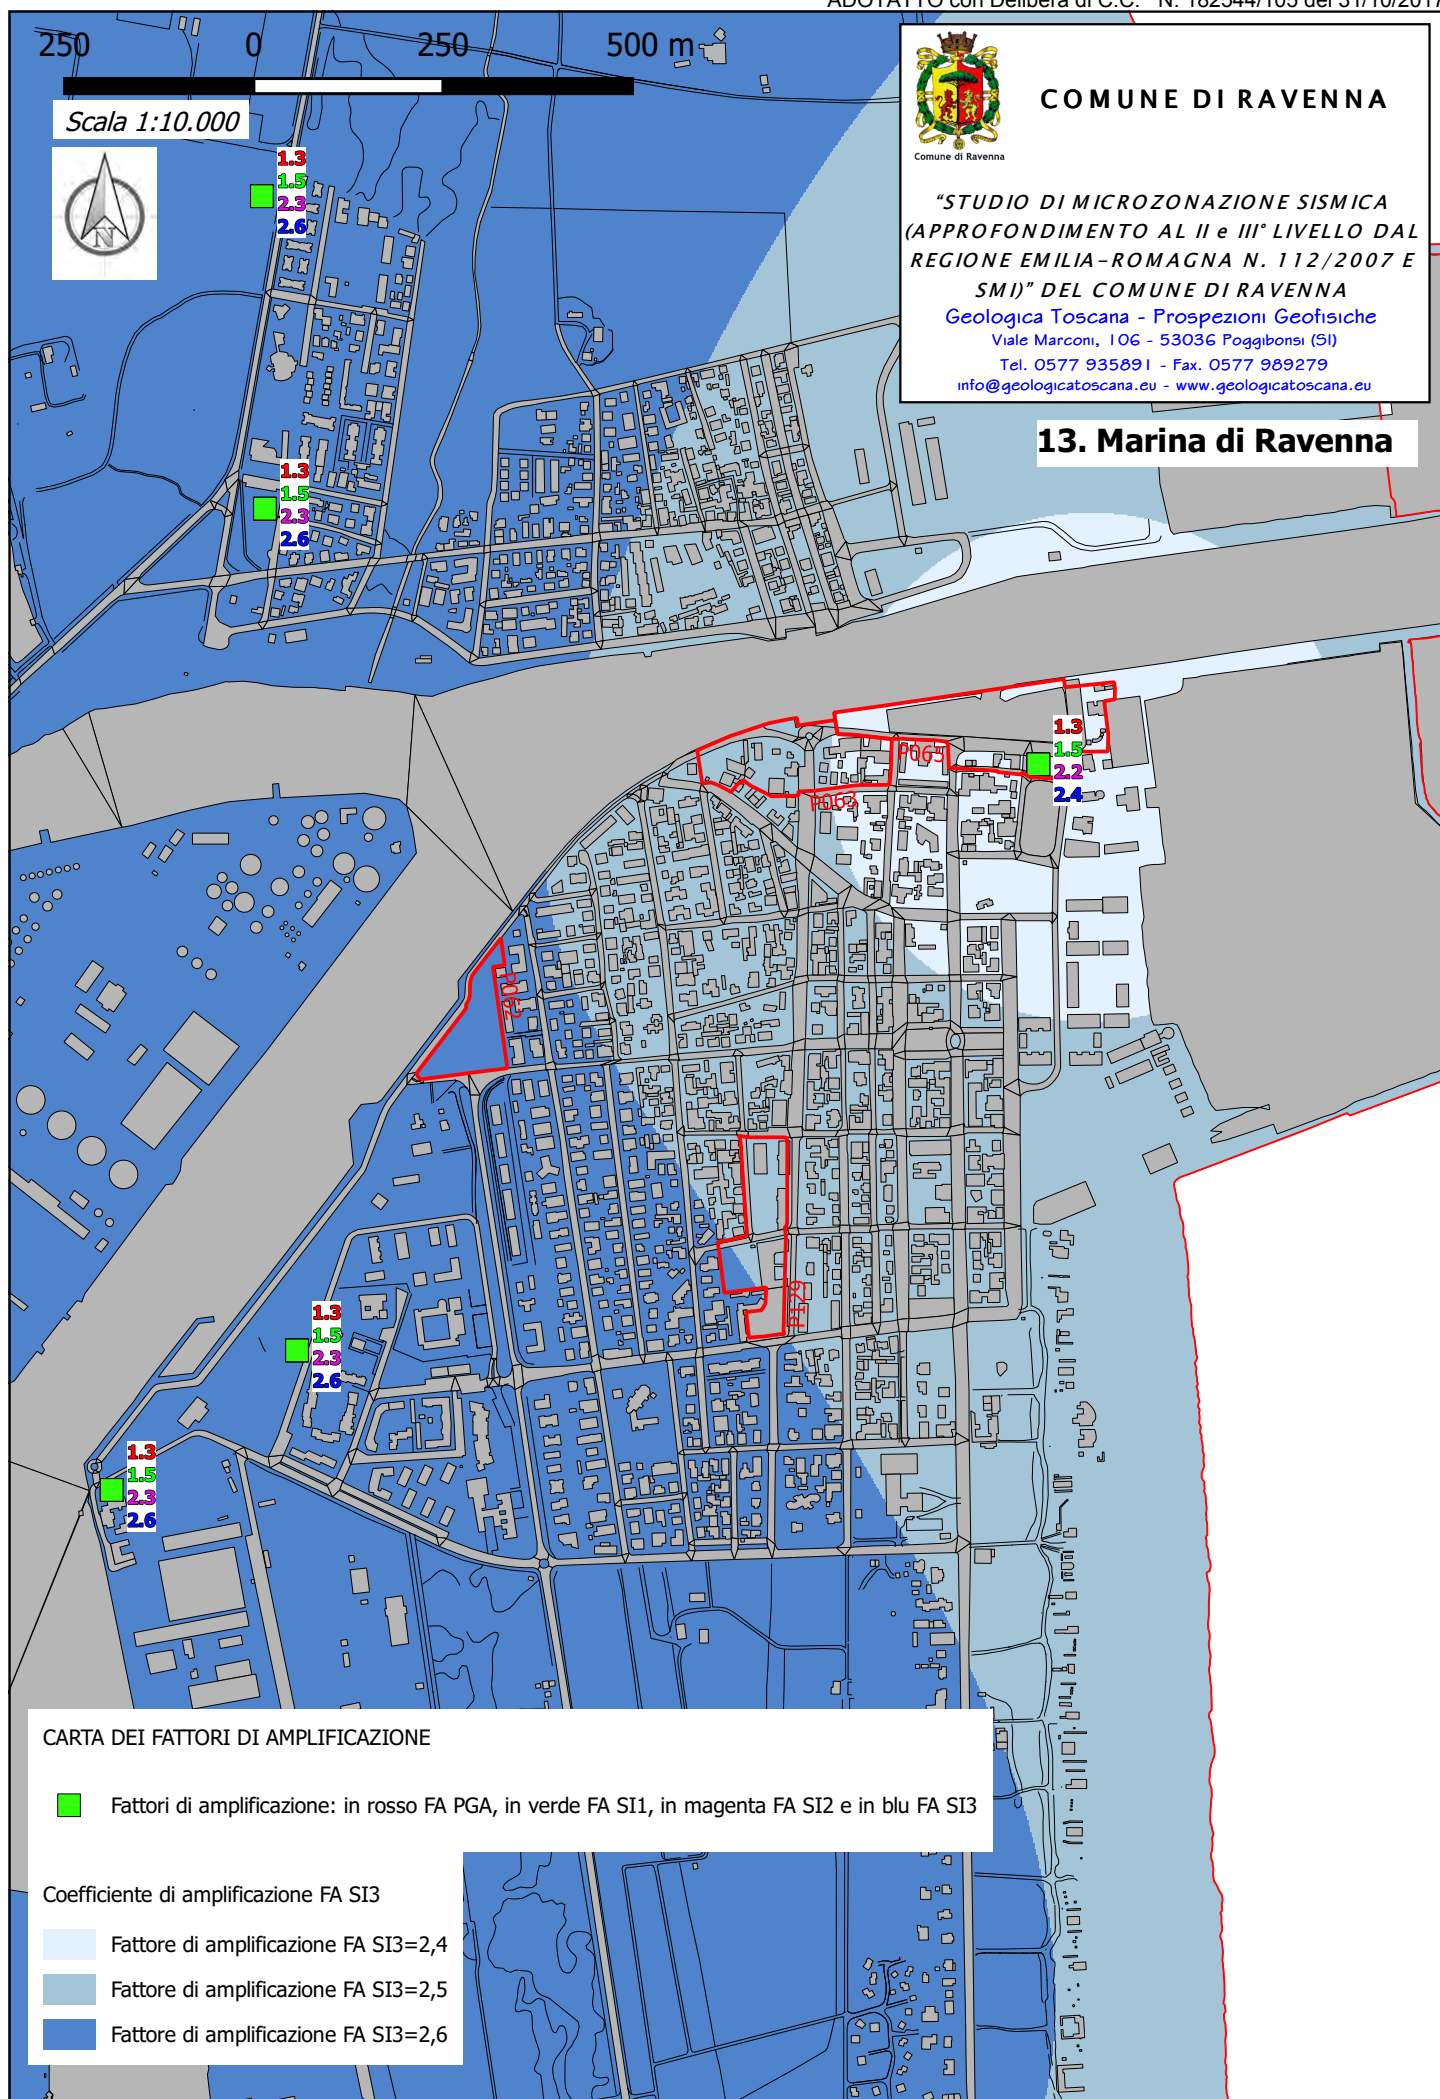 ADOTATTO con Delibera di C.C. N. 182544/105 del 31/10/2017
250 0 250 500 m
Scala 1:10.000
N
Comune di Ravenna
COMUNE DI RAVENNA
"STUDIO DI MICROZONAZIONE SISMICA
(APPROFONDIMENTO AL II e III° LIVELLO DAL
REGIONE EMILIA-ROMAGNA N. 112/2007 E
SMI)" DEL COMUNE DI RAVENNA
Geologica Toscana - Prospezioni Geofisiche
Viale Marconi, 106 - 53036 Poggibonsi (SI)
Tel. 0577 935891 - Fax. 0577 989279
info@geologicatoscana.eu - www.geologicatoscana.eu
13. Marina di Ravenna
1.3
1.5
2.3
2.6
1.3
1.5
2.3
2.6
1.3
1.5
2.2
2.4
P065
P063
P062
P129
1.3
1.5
2.3
2.6
1.3
1.5
2.3
2.6
CARTA DEI FATTORI DI AMPLIFICAZIONE
Fattori di amplificazione: in rosso FA PGA, in verde FA SI1, in magenta FA SI2 e in blu FA SI3
Coefficiente di amplificazione FA SI3
Fattore di amplificazione FA SI3=2,4
Fattore di amplificazione FA SI3=2,5
Fattore di amplificazione FA SI3=2,6